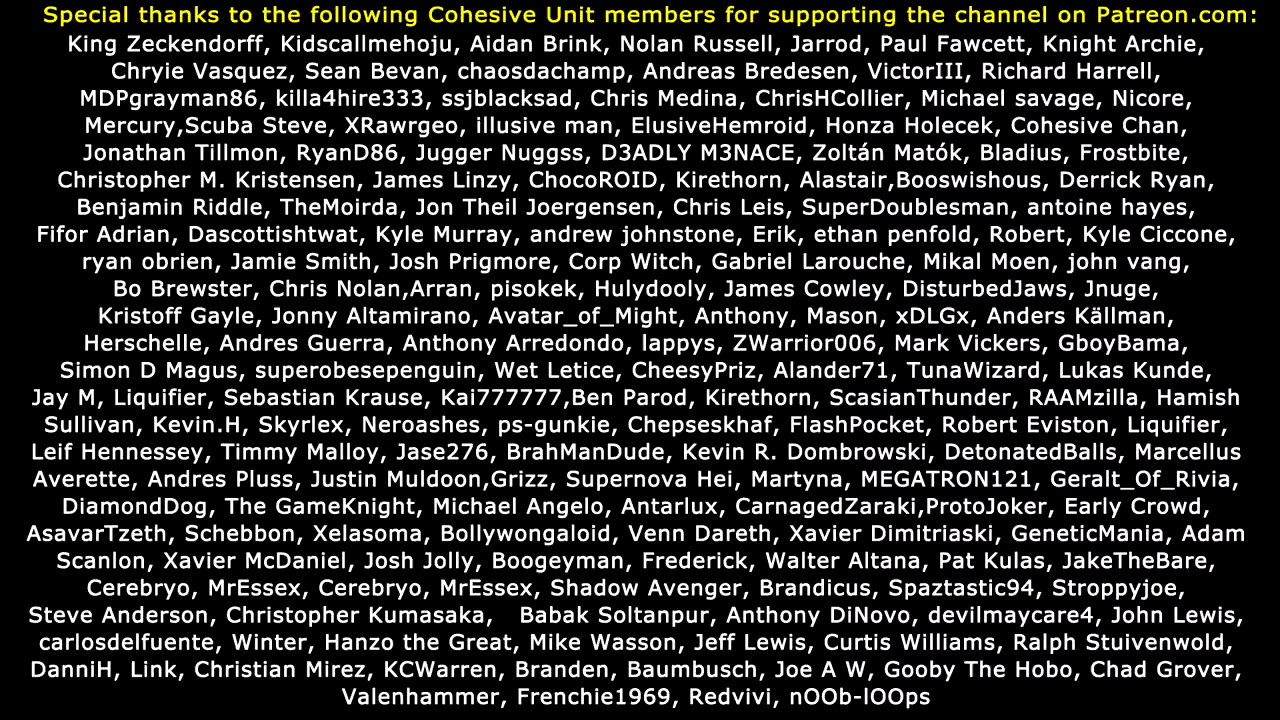 Special thanks to the following Cohesive Unit members for supporting the channel on Patreon.com:
King Zeckendorff, Kidscallmehoju, Aidan Brink, Nolan Russell, Jarrod, Paul Fawcett, Knight Archie,
Chryie Vasquez, Sean Bevan, chaosdachamp, Andreas Bredesen, VictorIII, Richard Harrell,
MDPgrayman86, killa4hire333, ssjblacksad, Chris Medina, ChrisHCollier, Michael savage, Nicore,
Mercury,Scuba Steve, XRawrgeo, illusive man, ElusiveHemroid, Honza Holecek, Cohesive Chan,
Jonathan Tillmon, RyanD86, Jugger Nuggss, D3ADLY M3NACE, Zoltán Matók, Bladius, Frostbite,
Christopher M. Kristensen, James Linzy, ChocoROID, Kirethorn, Alastair,Booswishous, Derrick Ryan,
Benjamin Riddle, TheMoirda, Jon Theil Joergensen, Chris Leis, SuperDoublesman, antoine hayes,
Fifor Adrian, Dascottishtwat, Kyle Murray, andrew johnstone, Erik, ethan penfold, Robert, Kyle Ciccone,
ryan obrien, Jamie Smith, Josh Prigmore, Corp Witch, Gabriel Larouche, Mikal Moen, john vang,
Bo Brewster, Chris Nolan,Arran, pisokek, Hulydooly, James Cowley, DisturbedJaws, Jnuge,
Kristoff Gayle, Jonny Altamirano, Avatar_of_Might, Anthony, Mason, xDLGx, Anders Källman,
Herschelle, Andres Guerra, Anthony Arredondo, lappys, ZWarrior006, Mark Vickers, GboyBama,
Simon D Magus, superobesepenguin, Wet Letice, CheesyPriz, Alander71, TunaWizard, Lukas Kunde,
Jay M, Liquifier, Sebastian Krause, Kai777777,Ben Parod, Kirethorn, ScasianThunder, RAAMzilla, Hamish
Sullivan, Kevin.H, Skyrlex, Neroashes, ps-gunkie, Chepseskhaf, FlashPocket, Robert Eviston, Liquifier,
Leif Hennessey, Timmy Malloy, Jase276, BrahManDude, Kevin R. Dombrowski, DetonatedBalls, Marcellus
Averette, Andres Pluss, Justin Muldoon,Grizz, Supernova Hei, Martyna, MEGATRON121, Geralt_Of_Rivia,
DiamondDog, The GameKnight, Michael Angelo, Antarlux, CarnagedZaraki,ProtoJoker, Early Crowd,
AsavarTzeth, Schebbon, Xelasoma, Bollywongaloid, Venn Dareth, Xavier Dimitriaski, GeneticMania, Adam
Scanlon, Xavier McDaniel, Josh Jolly, Boogeyman, Frederick, Walter Altana, Pat Kulas, JakeTheBare,
Cerebryo, MrEssex, Cerebryo, MrEssex, Shadow Avenger, Brandicus, Spaztastic94, Stroppyjoe,
Steve Anderson, Christopher Kumasaka,   Babak Soltanpur, Anthony DiNovo, devilmaycare4, John Lewis,
carlosdelfuente, Winter, Hanzo the Great, Mike Wasson, Jeff Lewis, Curtis Williams, Ralph Stuivenwold,
DanniH, Link, Christian Mirez, KCWarren, Branden, Baumbusch, Joe A W, Gooby The Hobo, Chad Grover,
Valenhammer, Frenchie1969, Redvivi, nOOb-lOOps